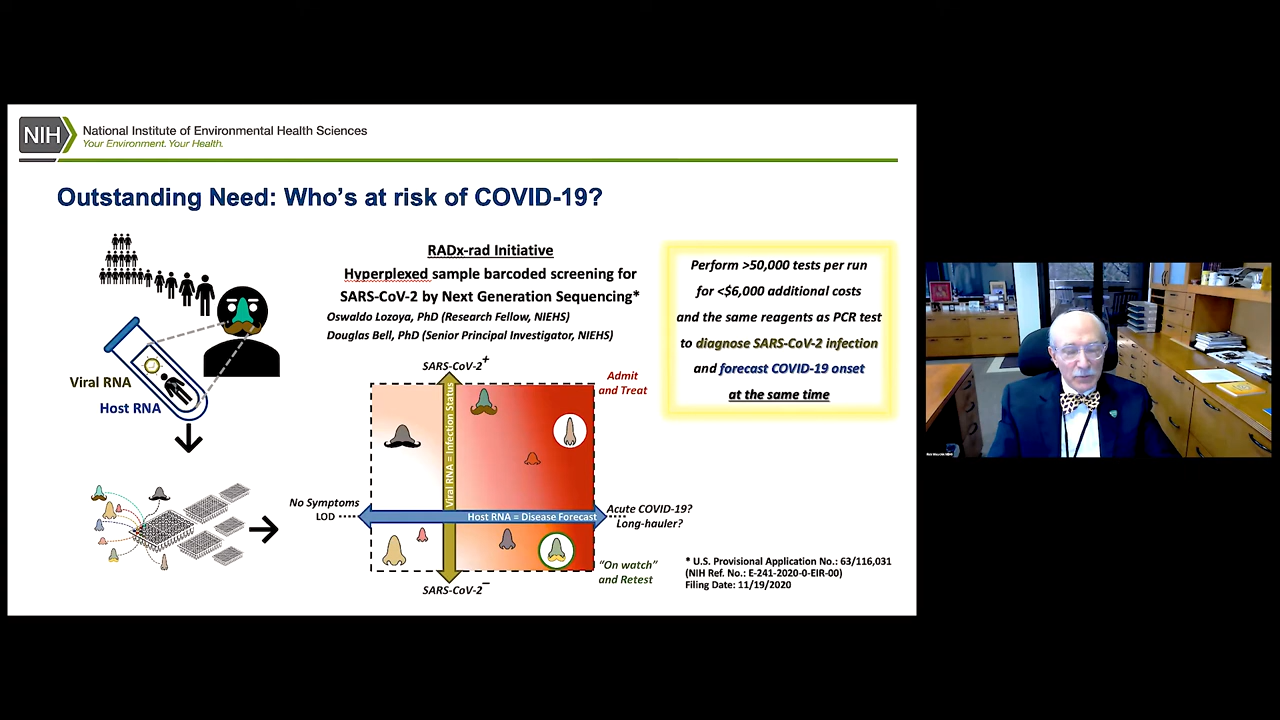 NIH
National Institute of Environmental Health Sciences
Your Environment. Your Health.
Outstanding Need: Who's at risk of COVID-19?
RADx-rad Initiative
Hyperplexed sample barcoded screening for
SARS-CoV-2 by Next Generation Sequencing*
Oswaldo Lozoya, PhD (Research Fellow, NIEHS)
Douglas Bell, PhD (Senior Principal Investigator, NIEHS)
Perform >50,000 tests per run
for <$6,000 additional costs
and the same reagents as PCR test
to diagnose SARS-CoV-2 infection
and forecast COVID-19 onset
at the same time
Viral RNA
Host RNA
SARS-CoV-2+
Admit
and Treat
Viral RNA = Infection Status
No Symptoms
LOD
Host RNA = Disease Forecast
Acute COVID-19?
Long-hauler?
"On watch"
and Retest
SARS-CoV-2−
* U.S. Provisional Application No.: 63/116,031
(NIH Ref. No.: E-241-2020-0-EIR-00)
Filing Date: 11/19/2020